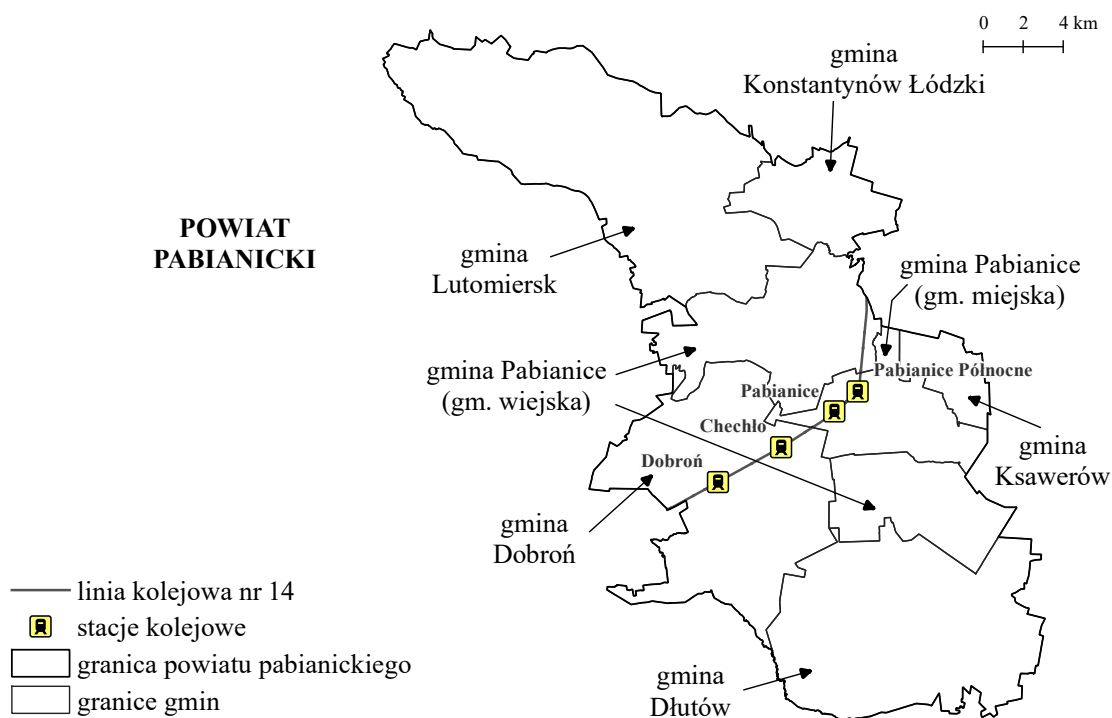 0 2 4 km
gmina
Konstantynów Łódzki
POWIAT
PABIANICKI
gmina
Lutomiersk
gmina Pabianice
(gm. miejska)
gmina Pabianice
(gm. wiejska)
Pabianice Północne
Pabianice
Chechło
Dobroń
gmina
Ksawerów
gmina
Dobroń
linia kolejowa nr 14
stacje kolejowe
granica powiatu pabianickiego
granice gmin
gmina
Dłutów